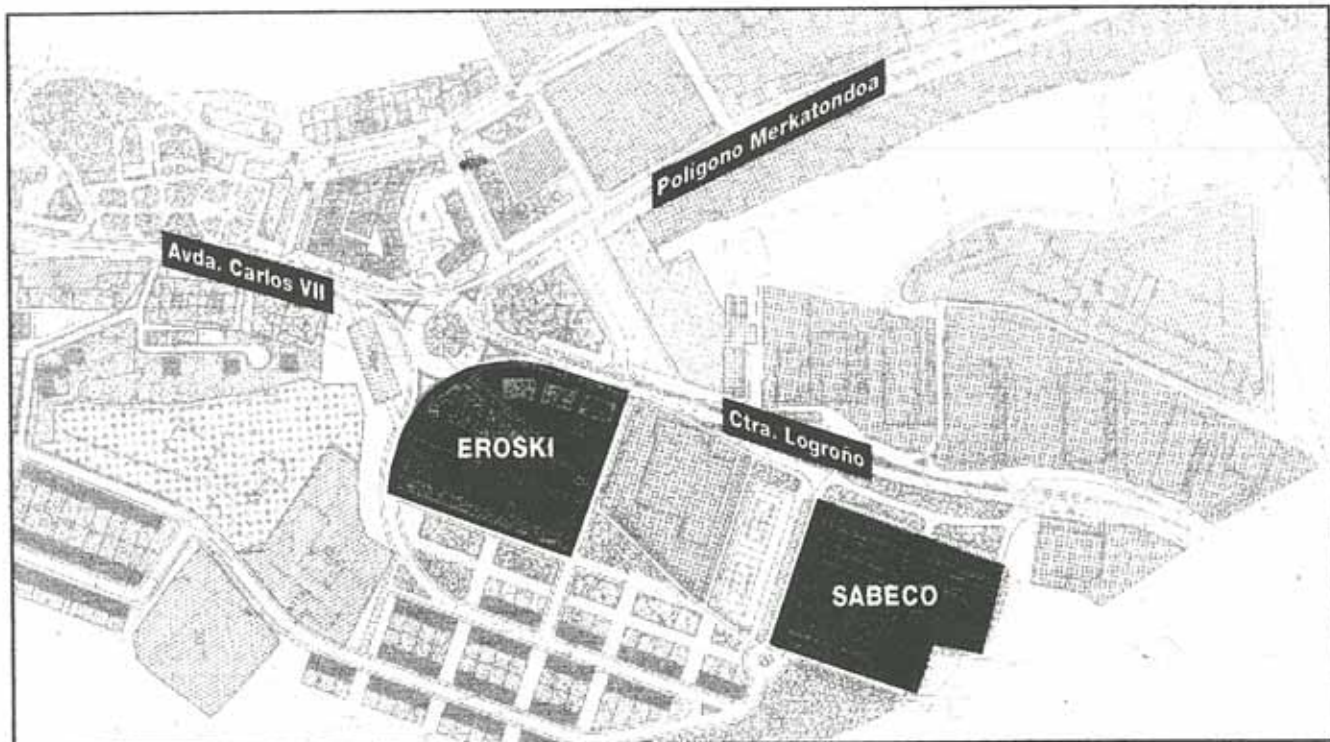 Polígono Merkatondoa
Avda. Carlos VII
EROSKI
Ctra. Logroño
SABECO